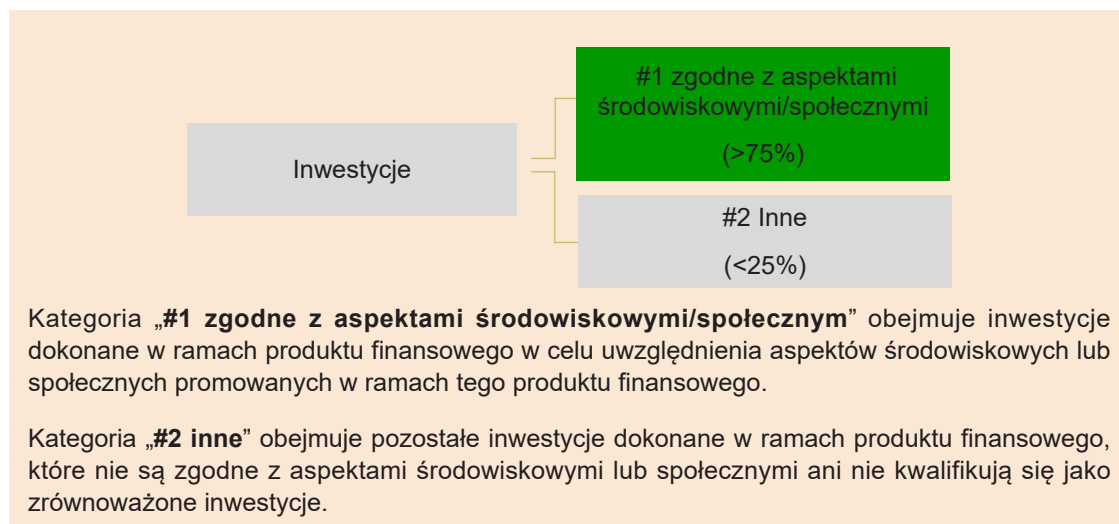 #1 zgodne z aspektami
środowiskowymi/społecznymi
(>75%)
Inwestycje
#2 Inne
(<25%)
Kategoria „#1 zgodne z aspektami środowiskowymi/społecznym” obejmuje inwestycje
dokonane w ramach produktu finansowego w celu uwzględnienia aspektów środowiskowych lub
społecznych promowanych w ramach tego produktu finansowego.
Kategoria „#2 inne” obejmuje pozostałe inwestycje dokonane w ramach produktu finansowego,
które nie są zgodne z aspektami środowiskowymi lub społecznymi ani nie kwalifikują się jako
zrównoważone inwestycje.